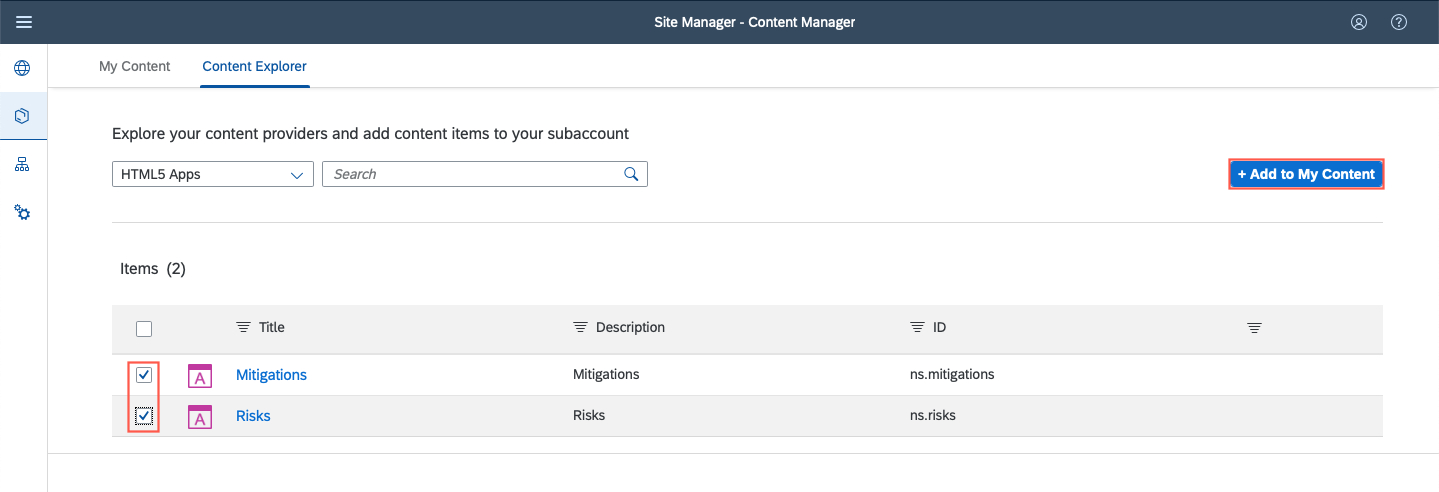 Site Manager - Content Manager
My Content Content Explorer
Explore your content providers and add content items to your subaccount
HTML5 Apps Search + Add to My Content
Items (2)
Title Description ID
A Mitigations Mitigations ns.mitigations
A Risks Risks ns.risks